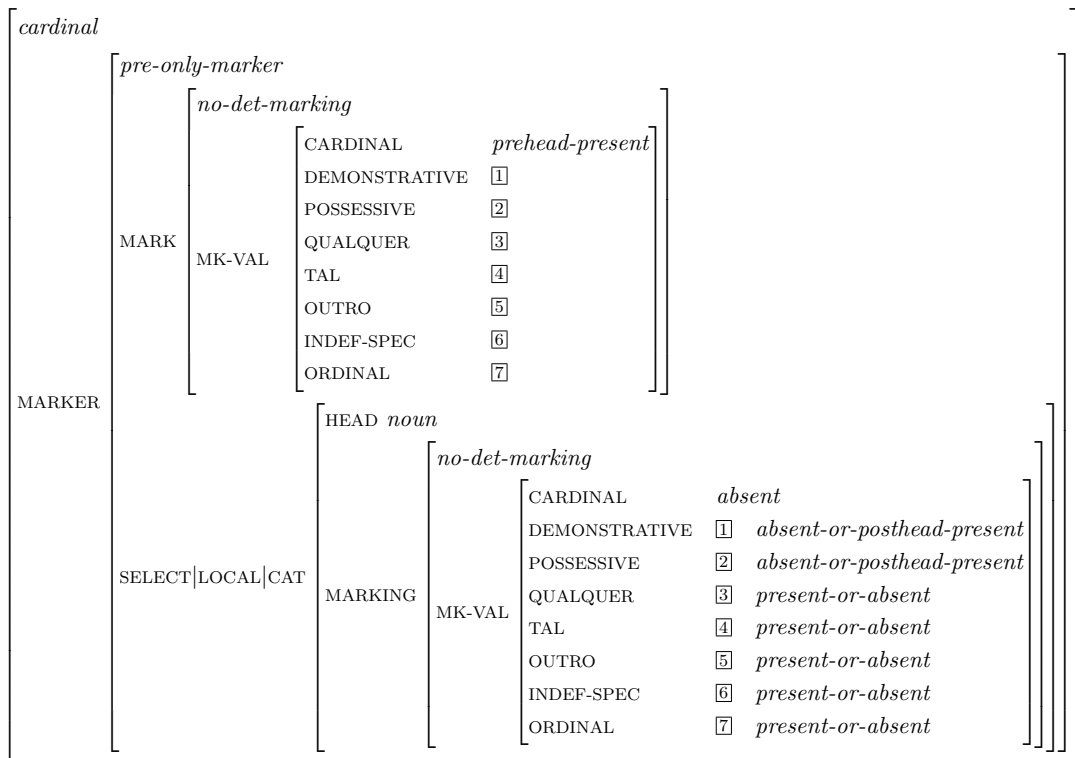 cardinal
pre-only-marker
no-det-marking
CARDINAL prehead-present
DEMONSTRATIVE 1
POSSESSIVE 2
MARK MK-VAL QUALQUER 3
TAL 4
OUTRO 5
INDEF-SPEC 6
ORDINAL 7
MARKER
HEAD noun
no-det-marking
CARDINAL absent
DEMONSTRATIVE 1 absent-or-posthead-present
POSSESSIVE 2 absent-or-posthead-present
SELECT|LOCAL|CAT MARKING MK-VAL QUALQUER 3 present-or-absent
TAL 4 present-or-absent
OUTRO 5 present-or-absent
INDEF-SPEC 6 present-or-absent
ORDINAL 7 present-or-absent